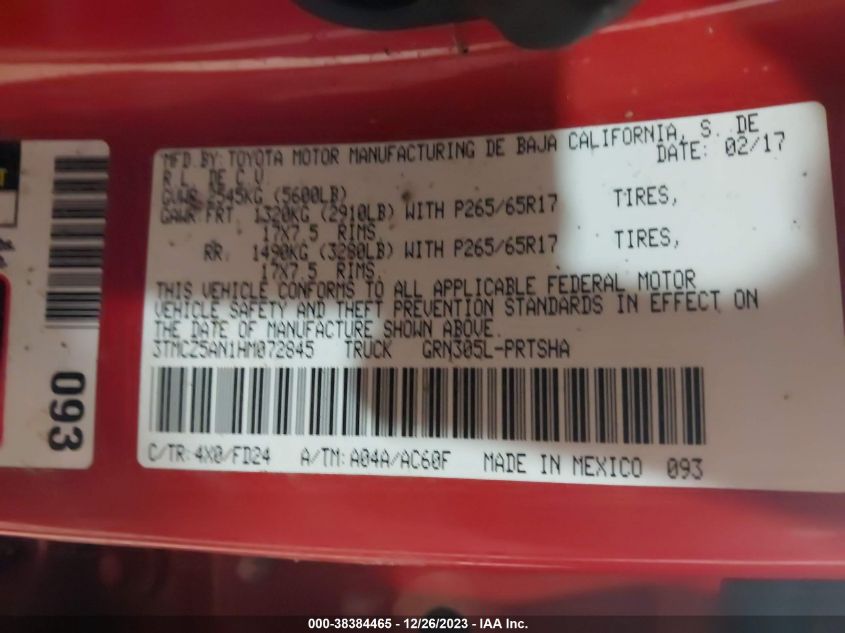 MFD BY: TOYOTA MOTOR MANUFACTURING DE BAJA CALIFORNIA, S. DE
R L. DE C V. DATE: 02/17
GVWR 2545KG (5600LB)
GAWR FRT 1320KG (2910LB) WITH P265/65R17 TIRES,
17X7.5 RIMS
RR. 1490KG (3280LB) WITH P265/65R17 TIRES,
17X7.5 RIMS
THIS VEHICLE CONFORMS TO ALL APPLICABLE FEDERAL MOTOR
VEHICLE SAFETY AND THEFT PREVENTION STANDARDS IN EFFECT ON
THE DATE OF MANUFACTURE SHOWN ABOVE.
3TMCZ5AN1HM072845 TRUCK GRN305L-PRTSHA
C/TR: 4X0/FD24 A/TM: A04A/AC60F MADE IN MEXICO 093
093
000-38384465 - 12/26/2023 - IAA Inc.